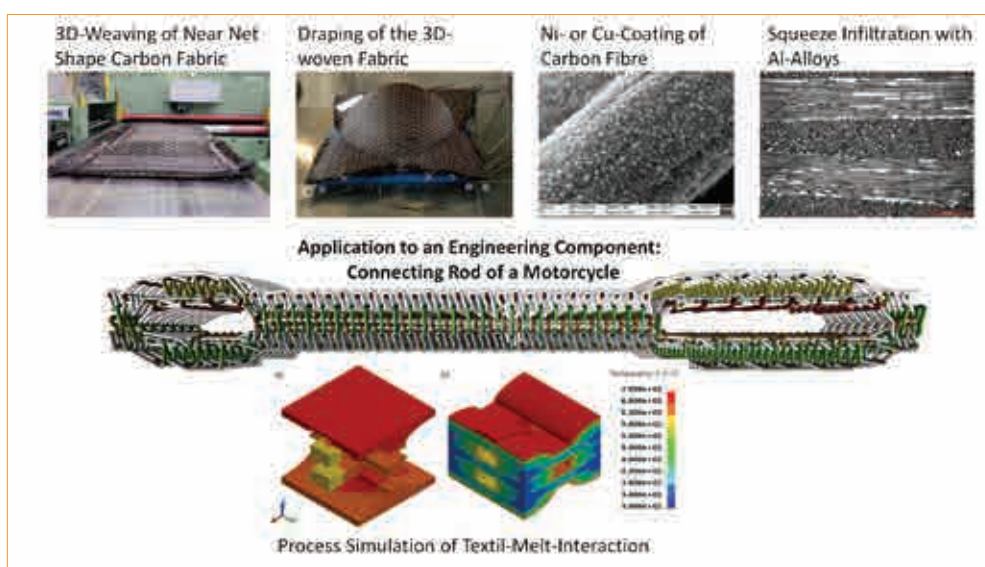 3D-Weaving of Near Net
Shape Carbon Fabric
Draping of the 3D-
woven Fabric
Ni- or Cu-Coating of
Carbon Fibre
Squeeze Infiltration with
Al-Alloys
Application to an Engineering Component:
Connecting Rod of a Motorcycle
Process Simulation of Textil-Melt-Interaction